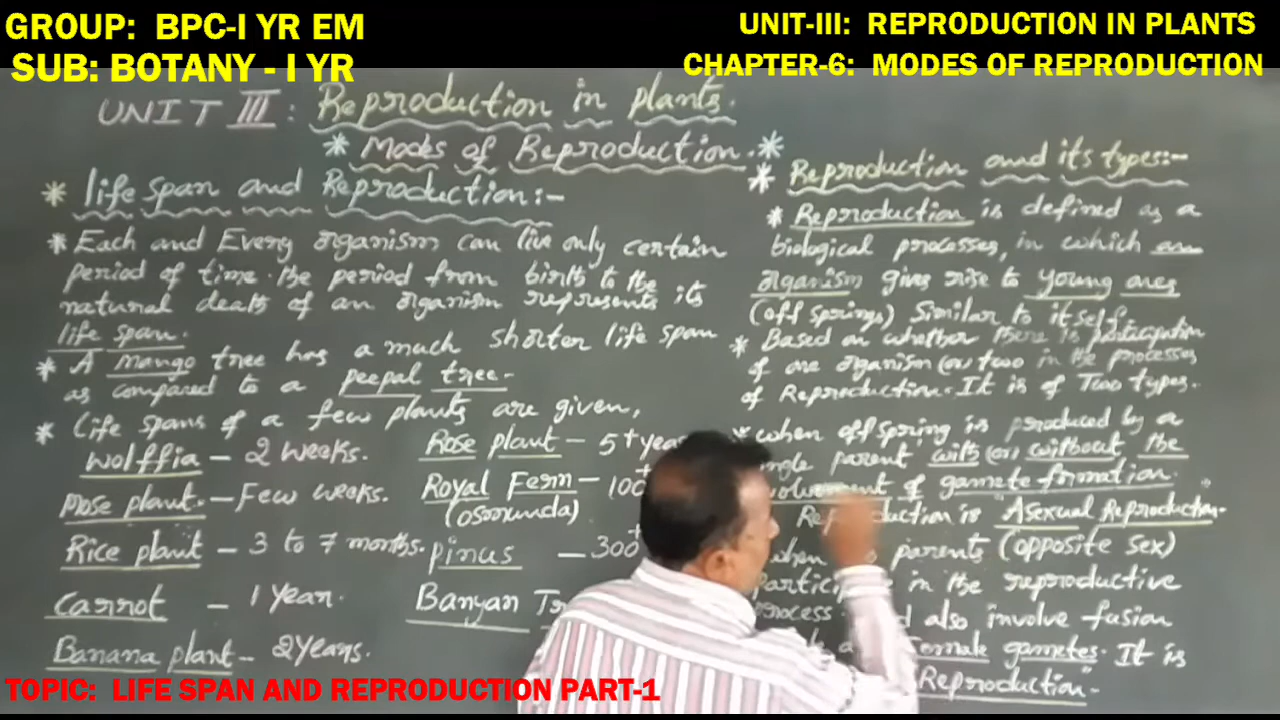 GROUP: BPC-I YR EM
SUB: BOTANY - I YR
UNIT-III: REPRODUCTION IN PLANTS
CHAPTER-6: MODES OF REPRODUCTION
UNIT III: Reproduction in plants.
* Modes of Reproduction. *
* life span and Reproduction:-
* Each and Every organism can live only certain
period of time. the period from birth to the
natural death of an organism represents its
life span.
* A mango tree has a much shorter life span
as compared to a peepal tree.
* Life spans of a few plants are given,
Wolffia - 2 weeks.
Mose plant. - Few weeks.
Rice plant - 3 to 7 months.
Carrot - 1 Year.
Banana plant - 2 Years.
Rose plant - 5+
Royal Fern - 100
(osmunda)
pinus - 300+
Banyan
* Reproduction and its types:-
* Reproduction is defined as a
biological processes, in which an
organism gives rise to young ones
(off springs) Similar to itself.
* Based on whether there is participation
of one organism (or) two in the processes
of Reproduction. It is of Two types.
* when offspring is produced by a
parent with (or) without the
of gamete formation.
is "Asexual Reproduction".
parents (opposite sex)
in the reproductive
process also involve fusion
Female gametes. It is
Reproduction"-
TOPIC: LIFE SPAN AND REPRODUCTION PART-1